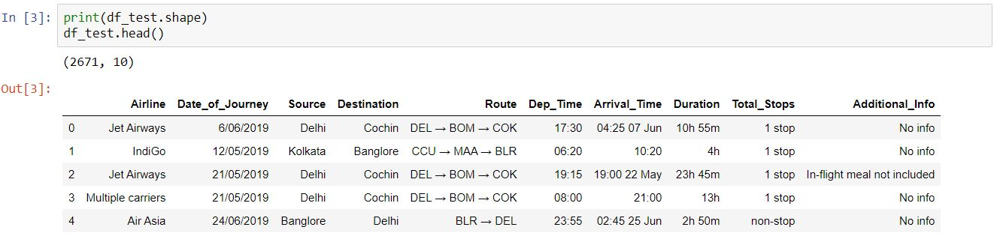 In [3]: print(df_test.shape)
df_test.head()
(2671, 10)
Out[3]:
Airline Date_of_Journey Source Destination Route Dep_Time Arrival_Time Duration Total_Stops Additional_Info
0 Jet Airways 6/06/2019 Delhi Cochin DEL → BOM → COK 17:30 04:25 07 Jun 10h 55m 1 stop No info
1 IndiGo 12/05/2019 Kolkata Banglore CCU → MAA → BLR 06:20 10:20 4h 1 stop No info
2 Jet Airways 21/05/2019 Delhi Cochin DEL → BOM → COK 19:15 19:00 22 May 23h 45m 1 stop In-flight meal not included
3 Multiple carriers 21/05/2019 Delhi Cochin DEL → BOM → COK 08:00 21:00 13h 1 stop No info
4 Air Asia 24/06/2019 Banglore Delhi BLR → DEL 23:55 02:45 25 Jun 2h 50m non-stop No info